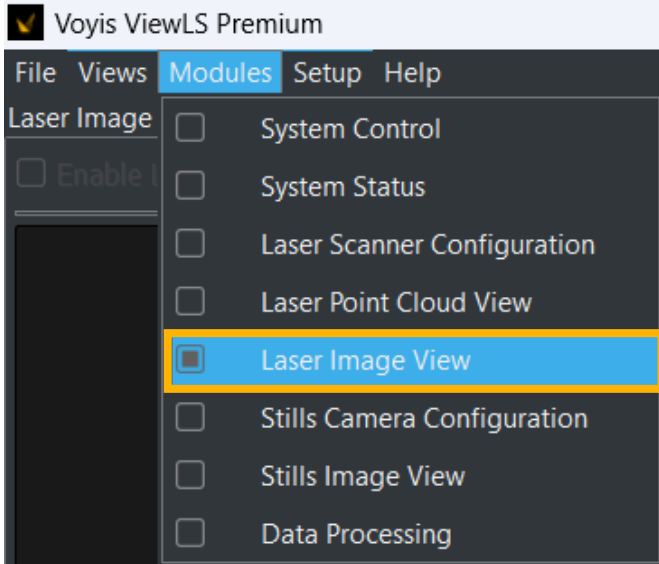 Voyis ViewLS Premium
File Views Modules Setup Help
Laser Image
Enable
System Control
System Status
Laser Scanner Configuration
Laser Point Cloud View
Laser Image View
Stills Camera Configuration
Stills Image View
Data Processing